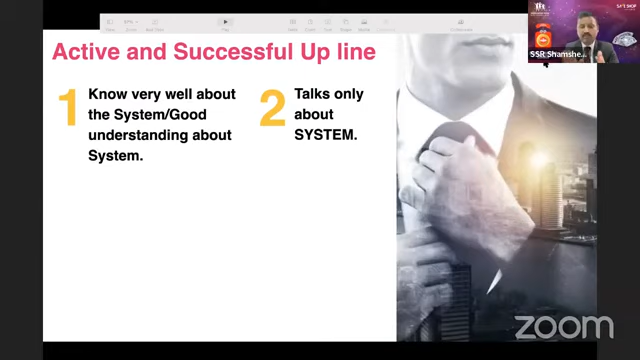 Active and Successful Up line
1
Know very well about
the System/Good
understanding about
System.
2
Talks only
about
SYSTEM.
SSR Shamshe...
zoom